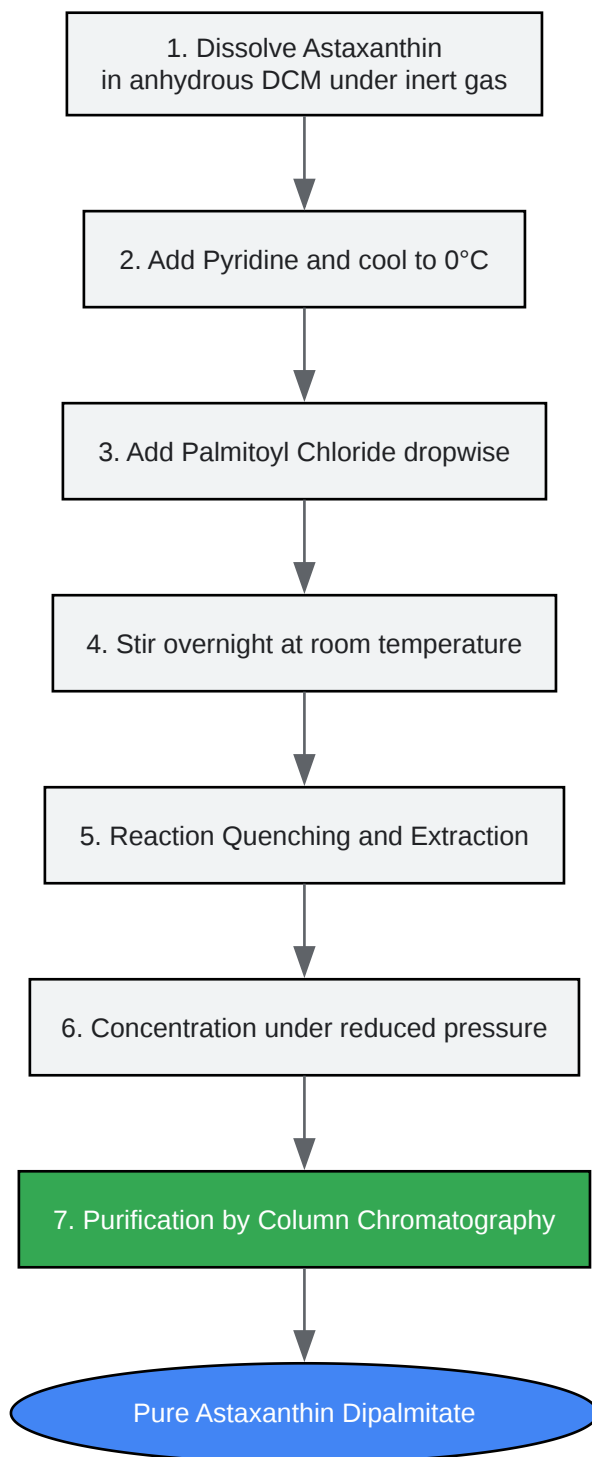 1. Dissolve Astaxanthin
in anhydrous DCM under inert gas
2. Add Pyridine and cool to 0°C
3. Add Palmitoyl Chloride dropwise
4. Stir overnight at room temperature
5. Reaction Quenching and Extraction
6. Concentration under reduced pressure
7. Purification by Column Chromatography
Pure Astaxanthin Dipalmitate